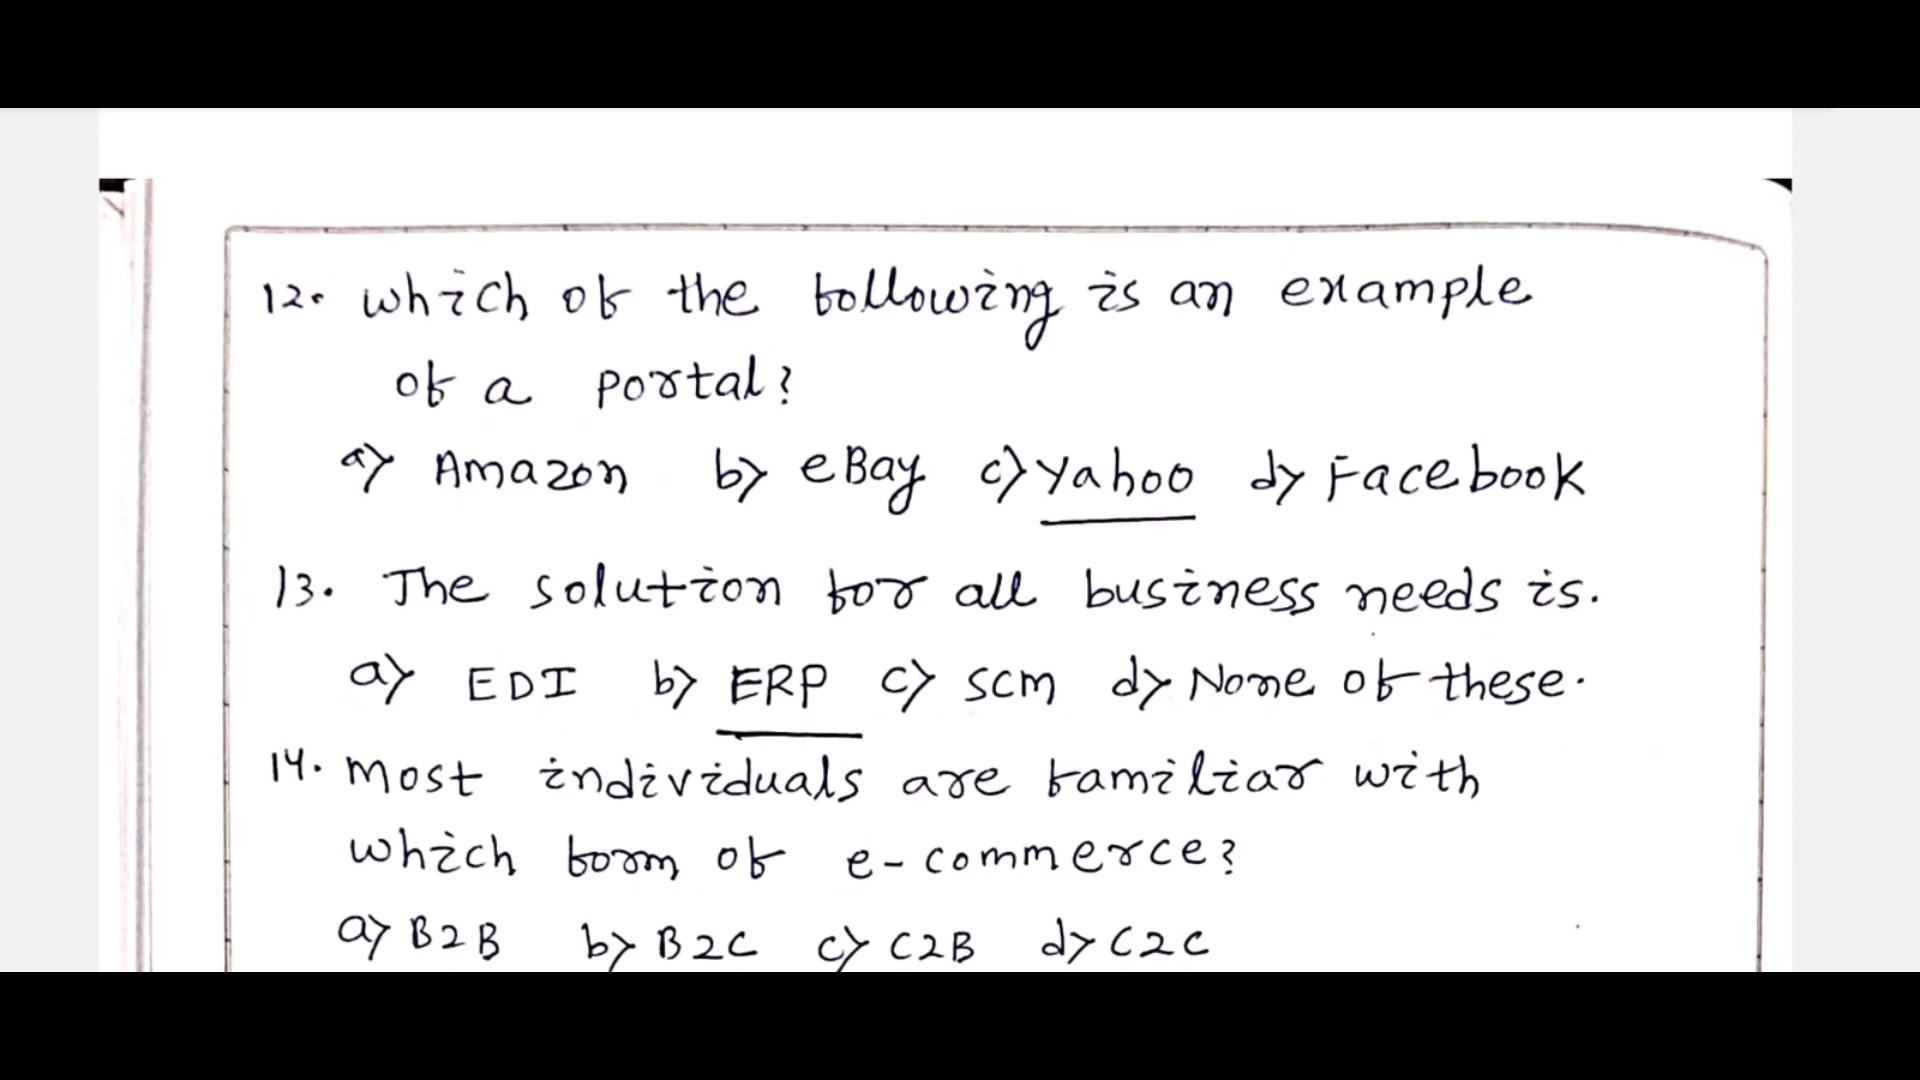 12. Which of the following is an example
of a portal?
a) Amazon b) eBay c) Yahoo d) Facebook
13. The solution for all business needs is.
a) EDI b) ERP c) SCM d) None of these.
14. Most individuals are familiar with
which form of e-commerce?
a) B2B b) B2C c) C2B d) C2C